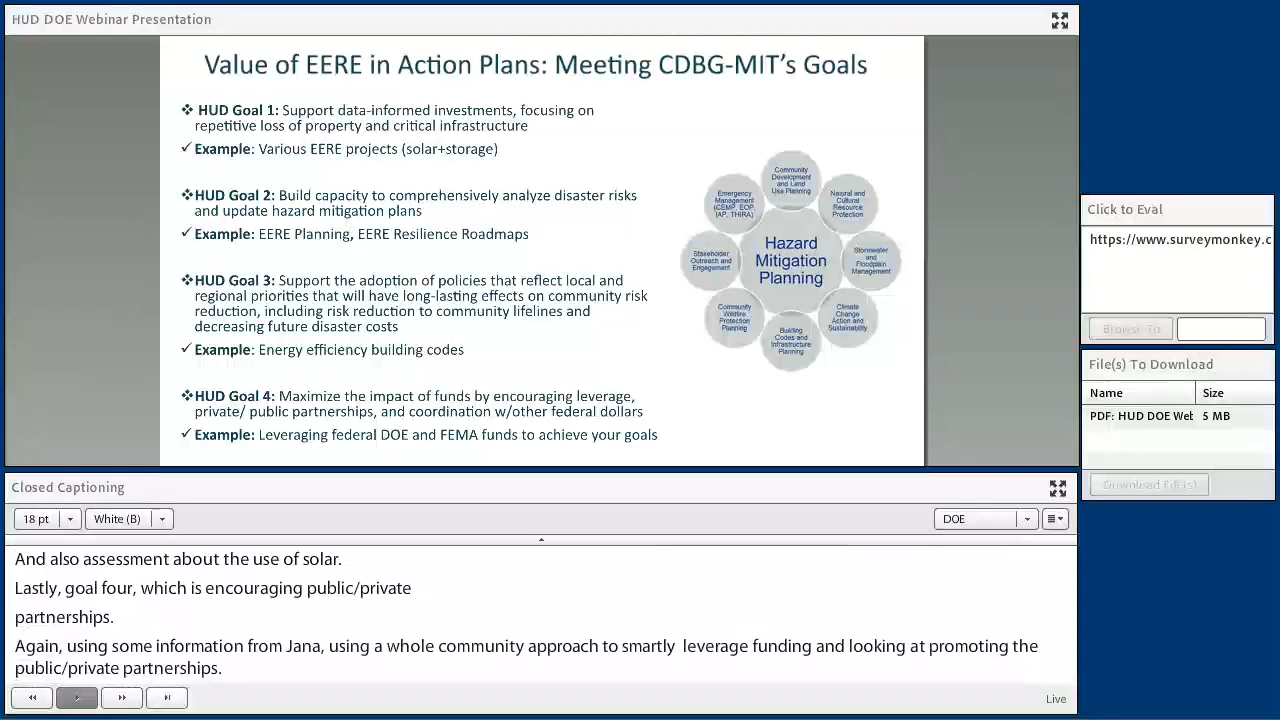 HUD DOE Webinar Presentation
Value of EERE in Action Plans: Meeting CDBG-MIT's Goals
❖ HUD Goal 1: Support data-informed investments, focusing on
repetitive loss of property and critical infrastructure
✓ Example: Various EERE projects (solar+storage)
❖HUD Goal 2: Build capacity to comprehensively analyze disaster risks
and update hazard mitigation plans
✓ Example: EERE Planning, EERE Resilience Roadmaps
❖HUD Goal 3: Support the adoption of policies that reflect local and
regional priorities that will have long-lasting effects on community risk
reduction, including risk reduction to community lifelines and
decreasing future disaster costs
✓ Example: Energy efficiency building codes
❖HUD Goal 4: Maximize the impact of funds by encouraging leverage,
private/ public partnerships, and coordination w/other federal dollars
✓ Example: Leveraging federal DOE and FEMA funds to achieve your goals
Hazard
Mitigation
Planning
Community
Development
and Land
Use Planning
Natural and
Cultural
Resource
Protection
Stormwater
and
Floodplain
Management
Climate
Change
Action and
Sustainability
Building
Codes and
Infrastructure
Planning
Community
Wildfire
Protection
Planning
Stakeholder
Outreach and
Engagement
Emergency
Management
(CEMP, EOP,
IAP, THIRA)
Click to Eval
https://www.surveymonkey.c
Browse To
File(s) To Download
Name Size
PDF: HUD DOE Wet 5 MB
Download File(s)
Closed Captioning
18 pt White (B) DOE
And also assessment about the use of solar.
Lastly, goal four, which is encouraging public/private
partnerships.
Again, using some information from Jana, using a whole community approach to smartly  leverage funding and looking at promoting the
public/private partnerships.
Live